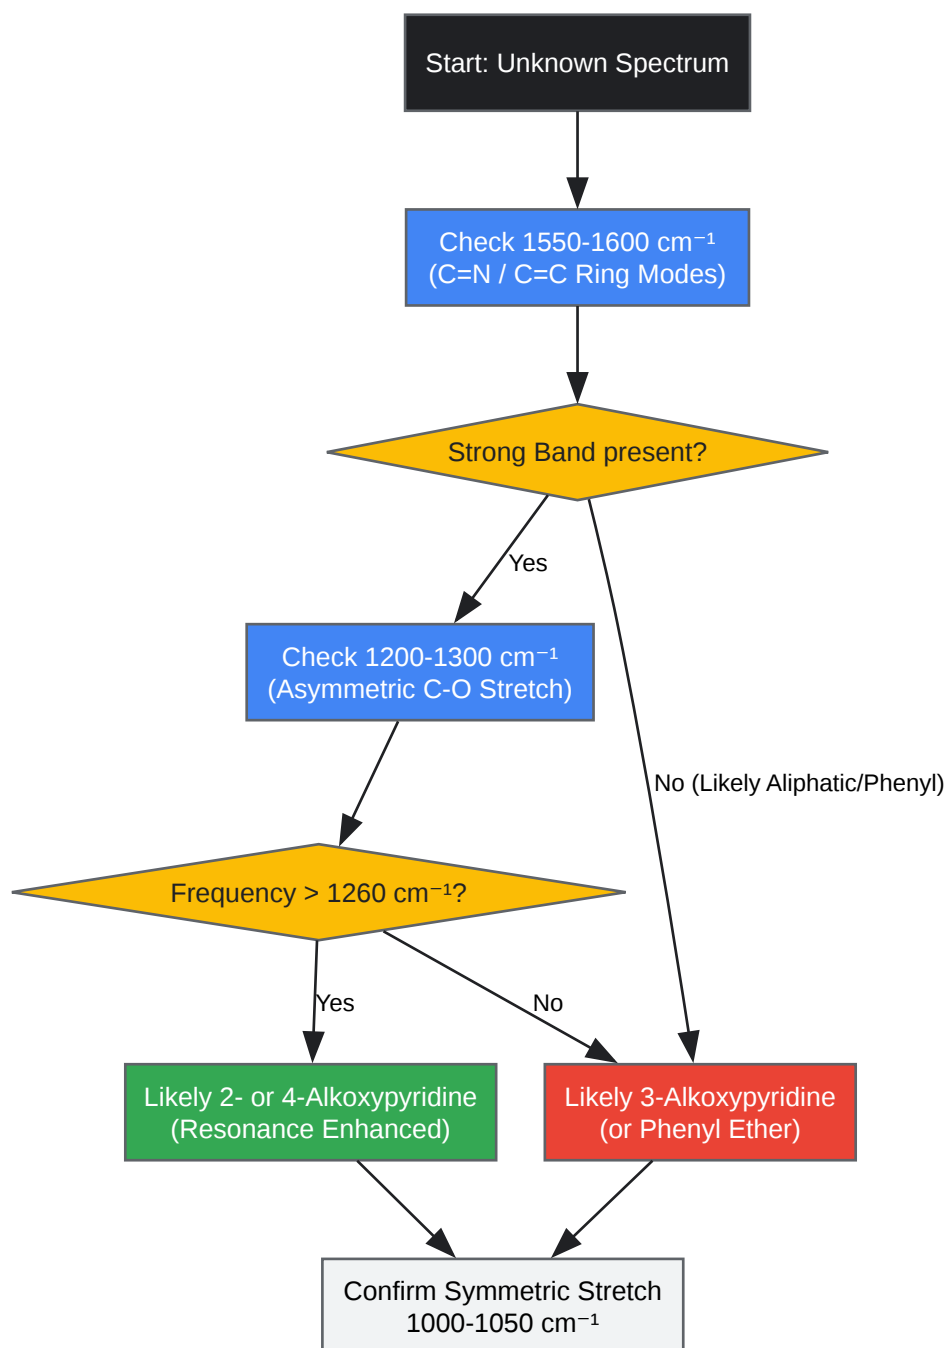 Start: Unknown Spectrum
Check 1550-1600 cm⁻¹
(C=N / C=C Ring Modes)
Strong Band present?
Yes
Check 1200-1300 cm⁻¹
(Asymmetric C-O Stretch)
No (Likely Aliphatic/Phenyl)
Frequency > 1260 cm⁻¹?
Yes
No
Likely 2- or 4-Alkoxypyridine
(Resonance Enhanced)
Likely 3-Alkoxypyridine
(or Phenyl Ether)
Confirm Symmetric Stretch
1000-1050 cm⁻¹